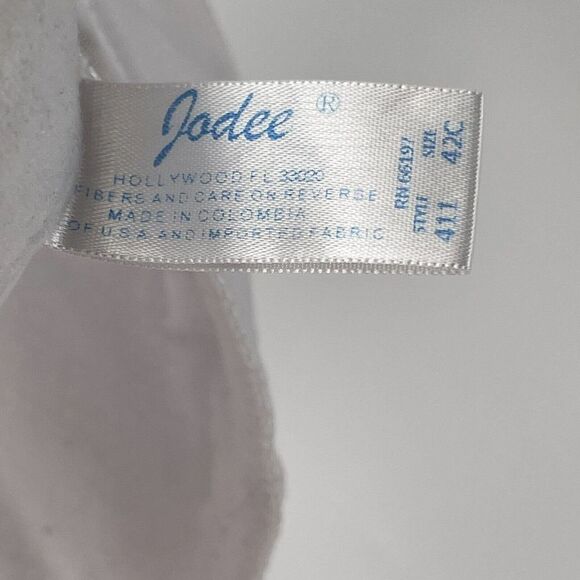 Jodee ®
HOLLYWOOD FL 33020
FIBERS AND CARE ON REVERSE
MADE IN COLOMBIA
OF U.S.A. AND IMPORTED FABRIC
RN 66197
STYLE SIZE
411 42C